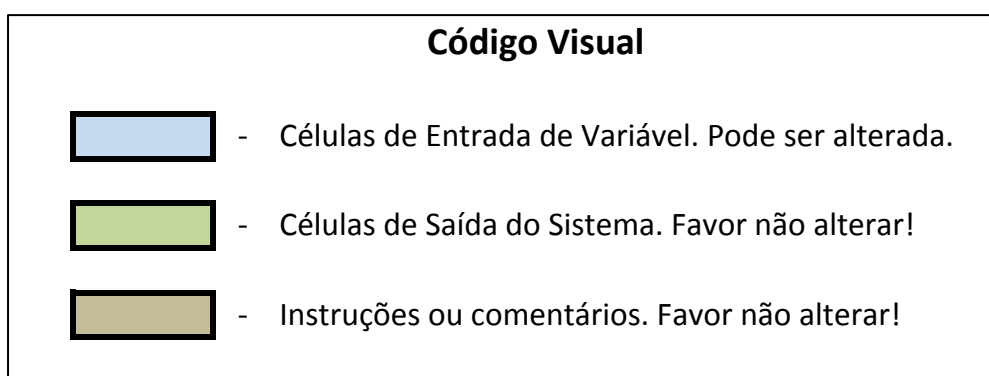 Código Visual
- Células de Entrada de Variável. Pode ser alterada.
- Células de Saída do Sistema. Favor não alterar!
- Instruções ou comentários. Favor não alterar!